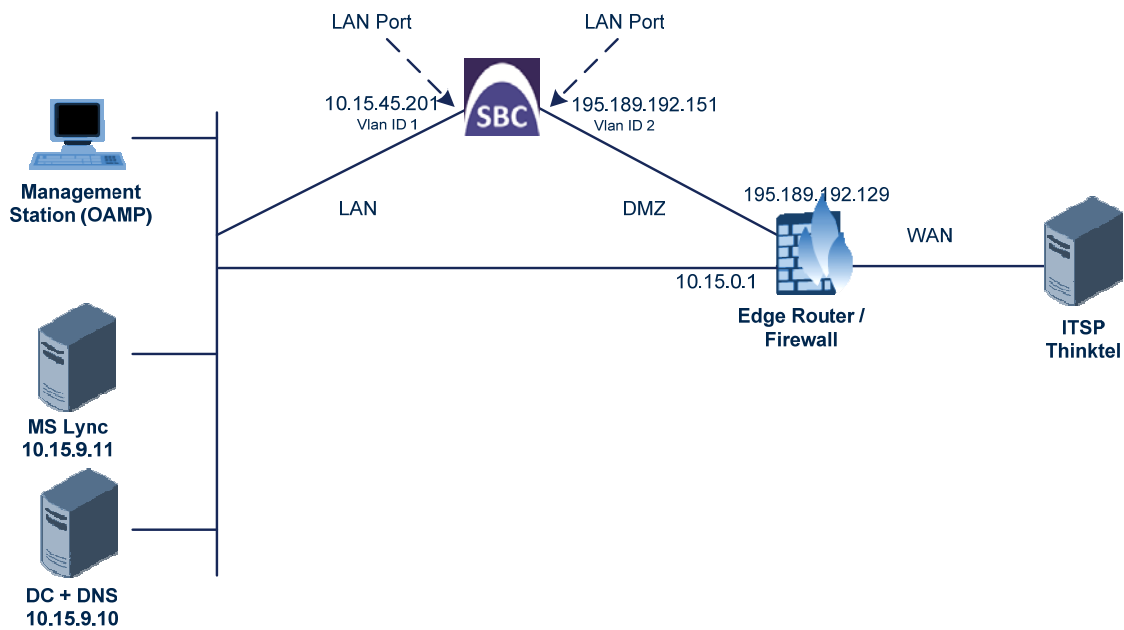 LAN Port
LAN Port
10.15.45.201
Vlan ID 1
SBC
195.189.192.151
Vlan ID 2
Management
Station (OAMP)
LAN
DMZ
195.189.192.129
WAN
10.15.0.1
Edge Router /
Firewall
ITSP
Thinktel
MS Lync
10.15.9.11
DC + DNS
10.15.9.10